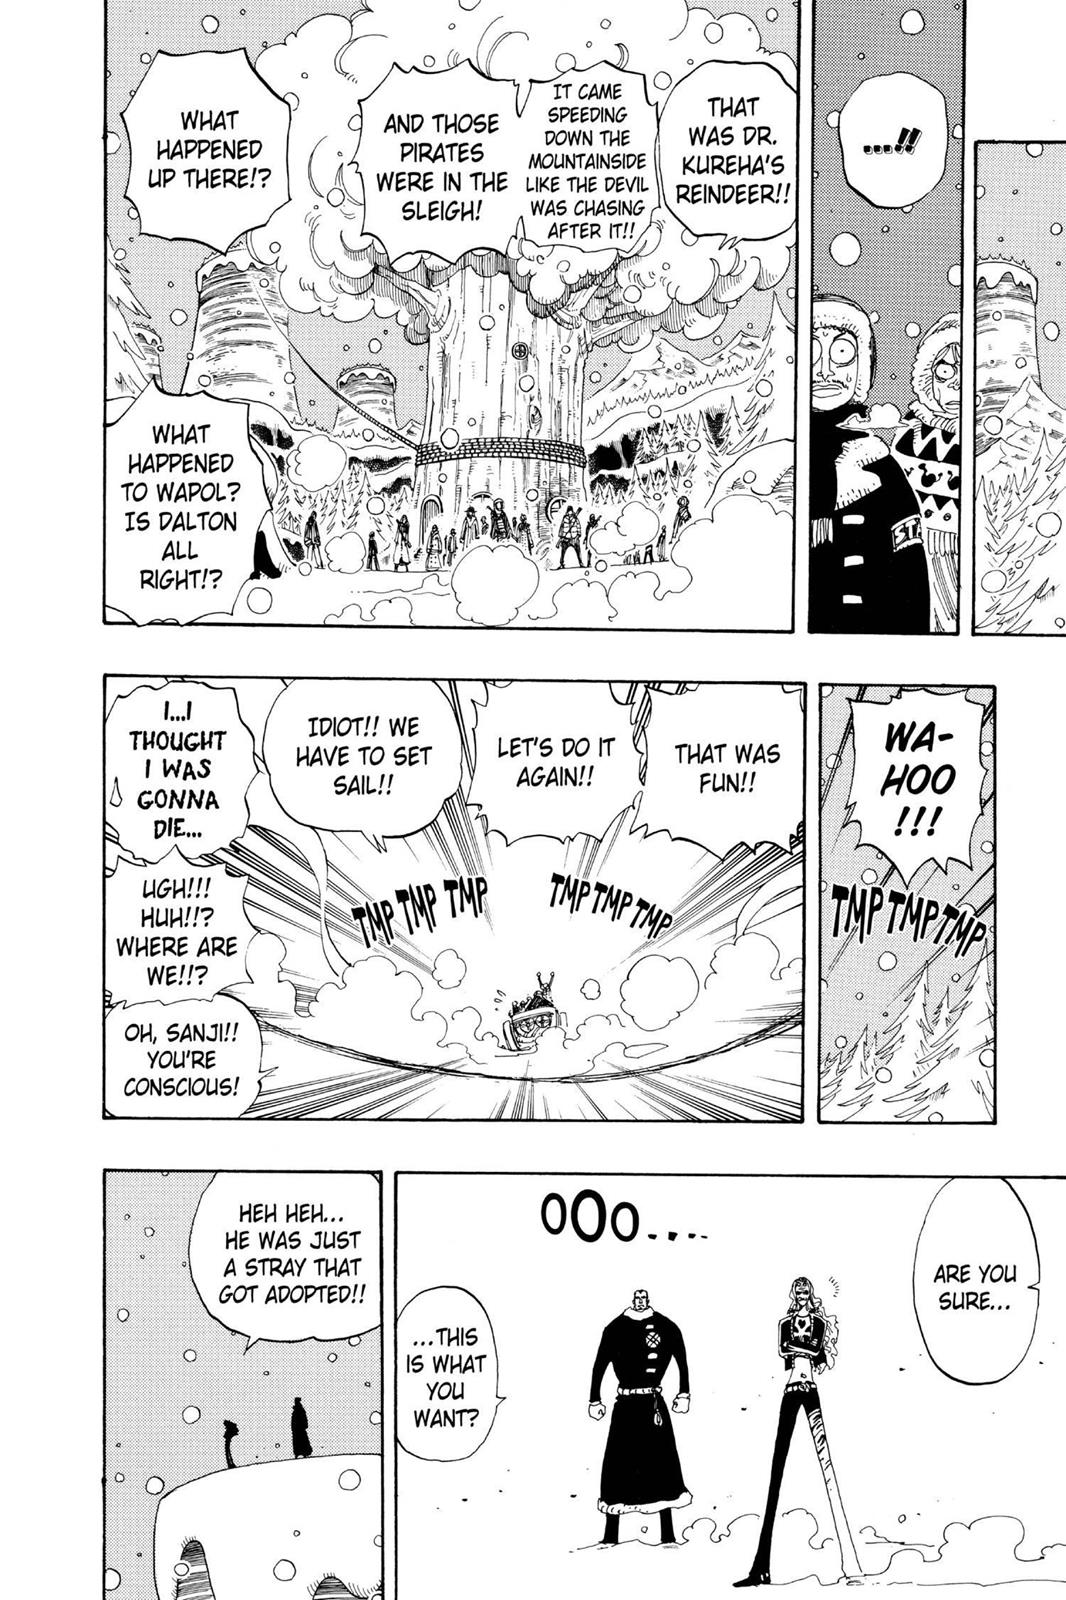 ....!!
STA
THAT
WAS DR.
KUREHA'S
REINDEER!!
IT CAME
SPEEDING
DOWN THE
MOUNTAINSIDE
LIKE THE DEVIL
WAS CHASING
AFTER IT!!
AND THOSE
PIRATES
WERE IN THE
SLEIGH!
WHAT
HAPPENED
UP THERE!?
WHAT
HAPPENED
TO WAPOL?
IS DALTON
ALL
RIGHT!?
WA-
HOO
!!!
TMP TMP TMP
THAT WAS
FUN!!
LET'S DO IT
AGAIN!!
IDIOT!! WE
HAVE TO SET
SAIL!!
I...I
THOUGHT
I WAS
GONNA
DIE...
TMP TMP TMP
TMP TMP TMP
UGH!!!
HUH!!?
WHERE ARE
WE!!?
OH, SANJI!!
YOU'RE
CONSCIOUS!
ARE YOU
SURE...
OOO.....
...THIS
IS WHAT
YOU
WANT?
HEH HEH...
HE WAS JUST
A STRAY THAT
GOT ADOPTED!!